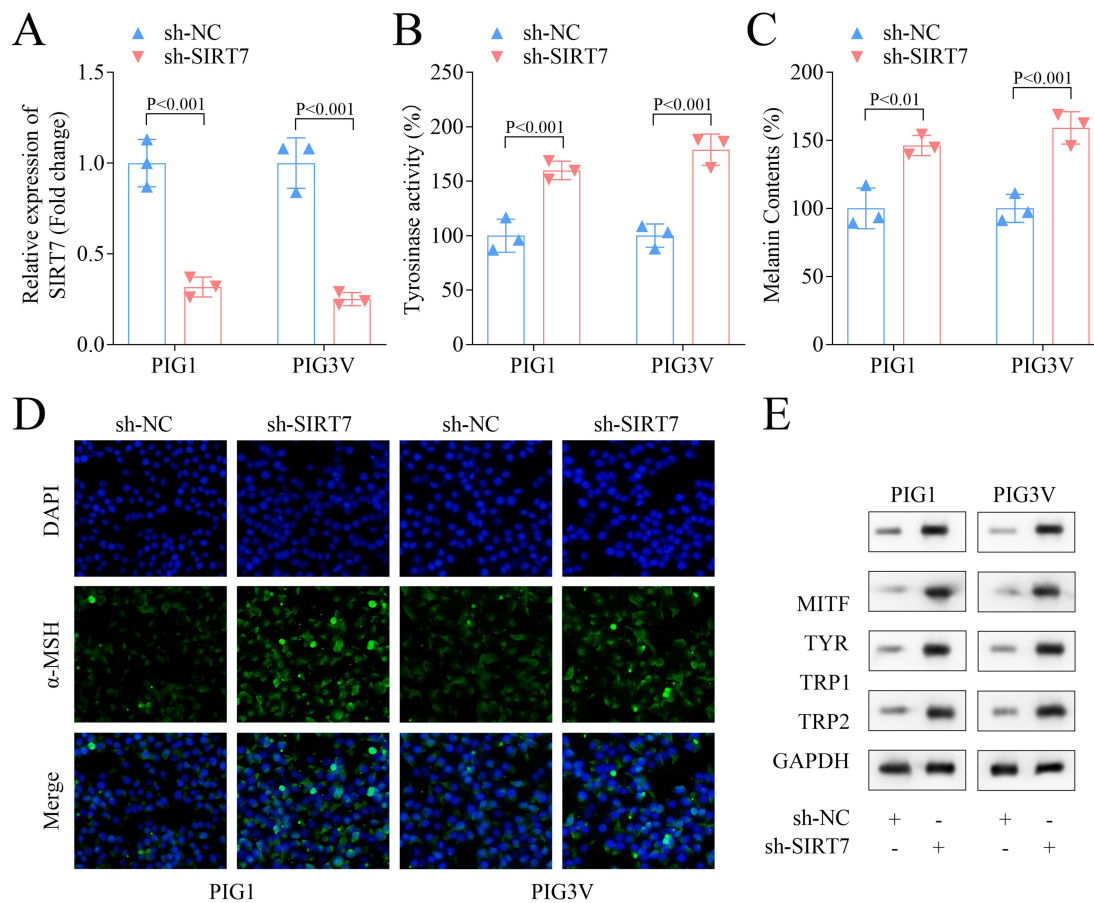 A
sh-NC
sh-SIRT7
Relative expression of
SIRT7 (Fold change)
1.5
1.0
0.5
0.0
P<0.001
P<0.001
PIG1
PIG3V
B
sh-NC
sh-SIRT7
Tyrosinase activity (%)
250
200
150
100
50
0
P<0.001
P<0.001
PIG1
PIG3V
C
sh-NC
sh-SIRT7
Melanin Contents (%)
200
150
100
50
0
P<0.01
P<0.001
PIG1
PIG3V
D
sh-NC
sh-SIRT7
sh-NC
sh-SIRT7
DAPI
α-MSH
Merge
PIG1
PIG3V
E
PIG1
PIG3V
MITF
TYR
TRP1
TRP2
GAPDH
sh-NC + - + -
sh-SIRT7 - + - +